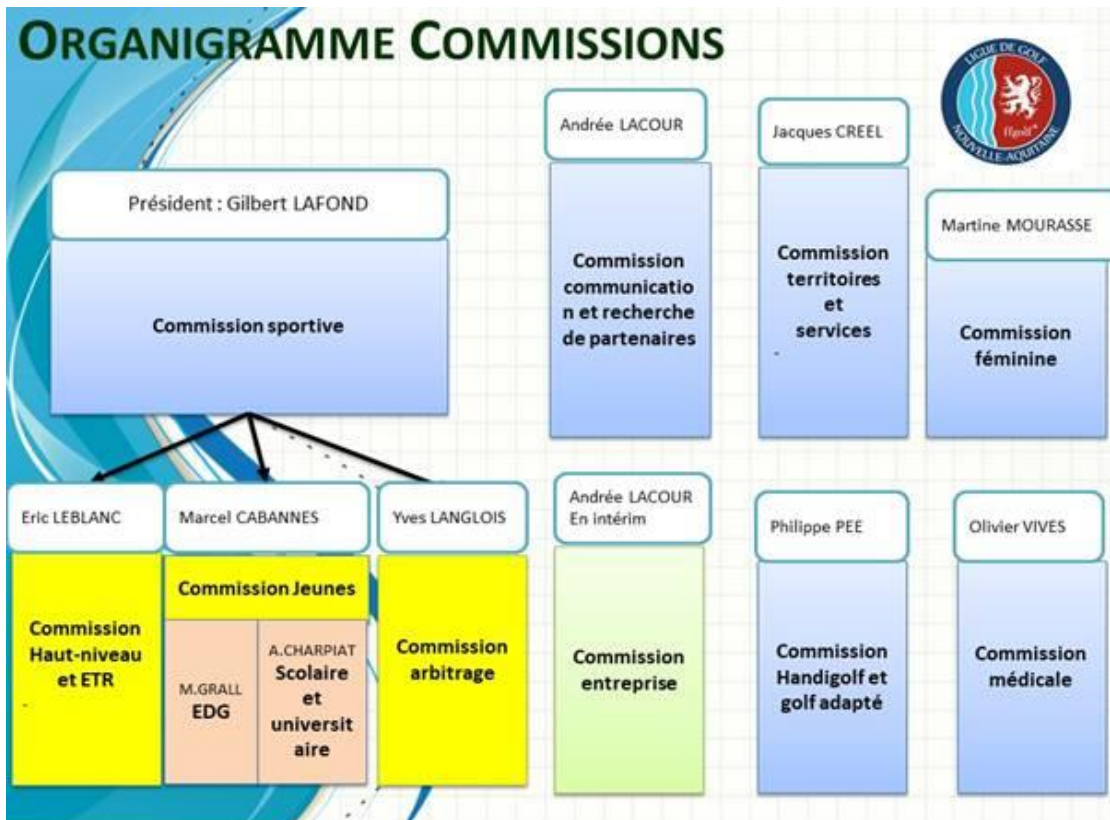 ORGANIGRAMME COMMISSIONS
LIGUE DE GOLF
ffgolf
NOUVELLE-AQUITAINE
Andrée LACOUR
Commission
communicatio
n et recherche
de partenaires
Jacques CREEL
Commission
territoires
et
services
-
Martine MOURASSE
Commission
féminine
Président : Gilbert LAFOND
Commission sportive
Eric LEBLANC
Commission
Haut-niveau
et ETR
-
Marcel CABANNES
Commission Jeunes
M.GRALL
EDG
A.CHARPIAT
Scolaire
et
universit
aire
Yves LANGLOIS
Commission
arbitrage
Andrée LACOUR
En intérim
Commission
entreprise
Philippe PEE
Commission
Handigolf et
golf adapté
Olivier VIVES
Commission
médicale